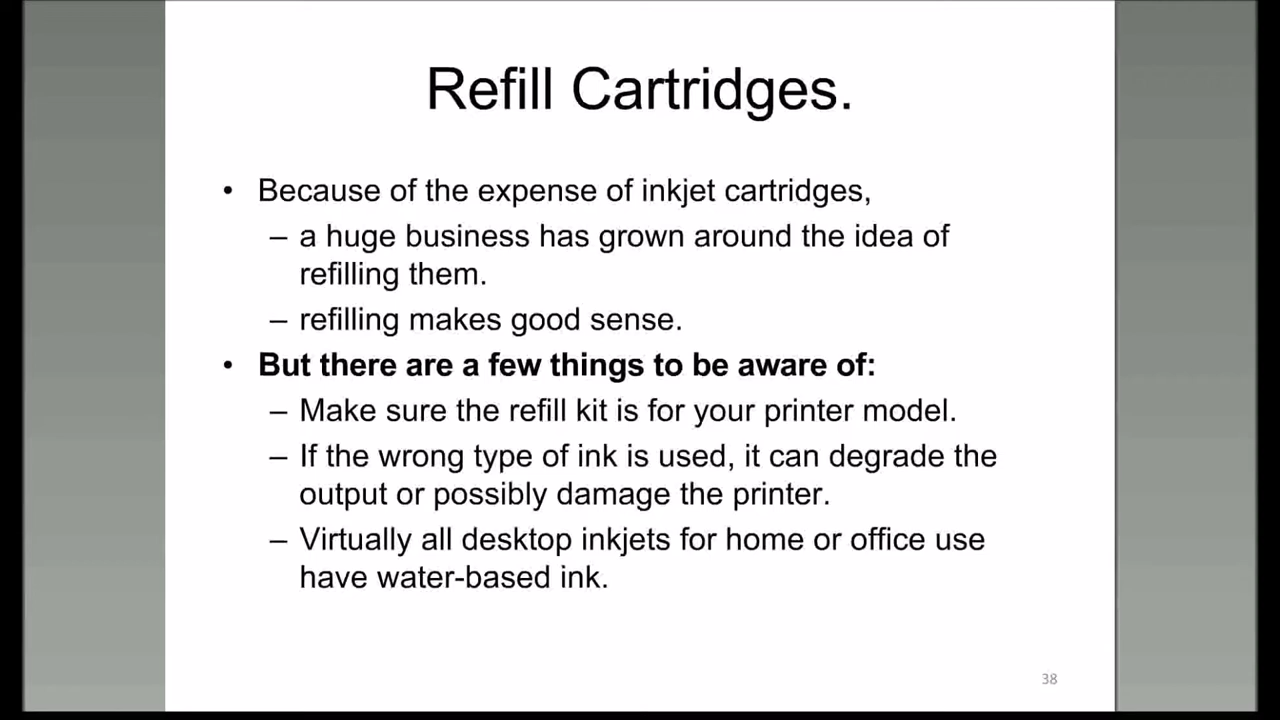 Refill Cartridges.
• Because of the expense of inkjet cartridges,
– a huge business has grown around the idea of
refilling them.
– refilling makes good sense.
• But there are a few things to be aware of:
– Make sure the refill kit is for your printer model.
– If the wrong type of ink is used, it can degrade the
output or possibly damage the printer.
– Virtually all desktop inkjets for home or office use
have water-based ink.
38